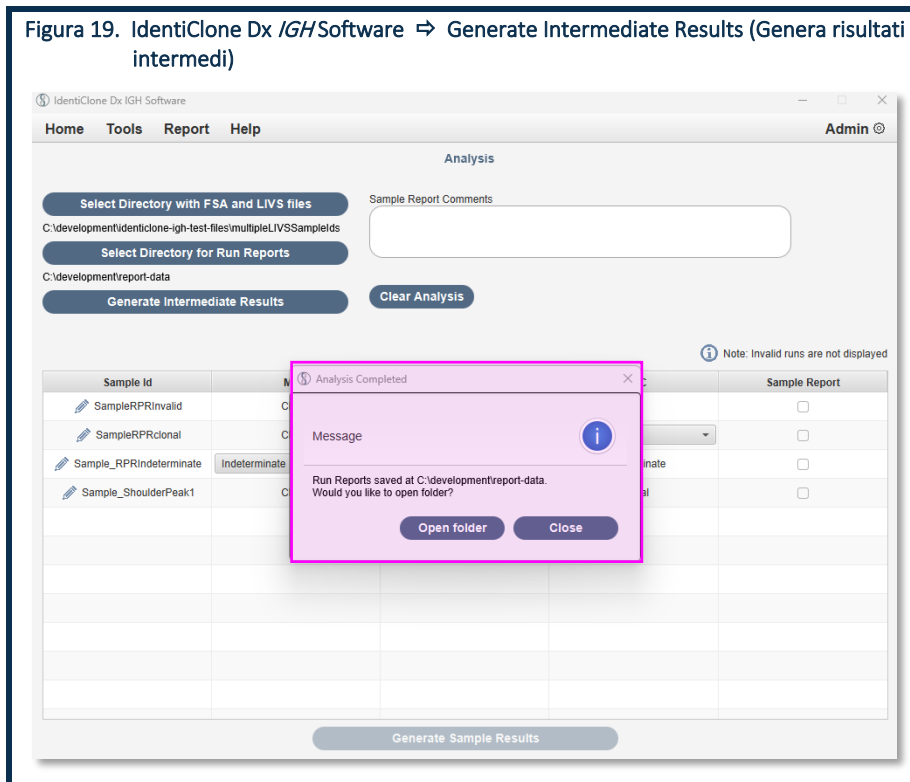 Figura 19. IdentiClone Dx IGH Software ⇨ Generate Intermediate Results (Genera risultati
intermedi)
IdentiClone Dx IGH Software
Home Tools Report Help Admin
Analysis
Select Directory with FSA and LIVS files
Sample Report Comments
C:\development\identiclone-igh-test-files\multipleLIVSSampleIds
Select Directory for Run Reports
C:\development\report-data
Generate Intermediate Results
Clear Analysis
Note: Invalid runs are not displayed
Sample Id Sample Report
SampleRPRInvalid
SampleRPRclonal
Sample_RPRIndeterminate Indeterminate
Sample_ShoulderPeak1
Analysis Completed
Message
Run Reports saved at C:\development\report-data.
Would you like to open folder?
Open folder Close
Generate Sample Results